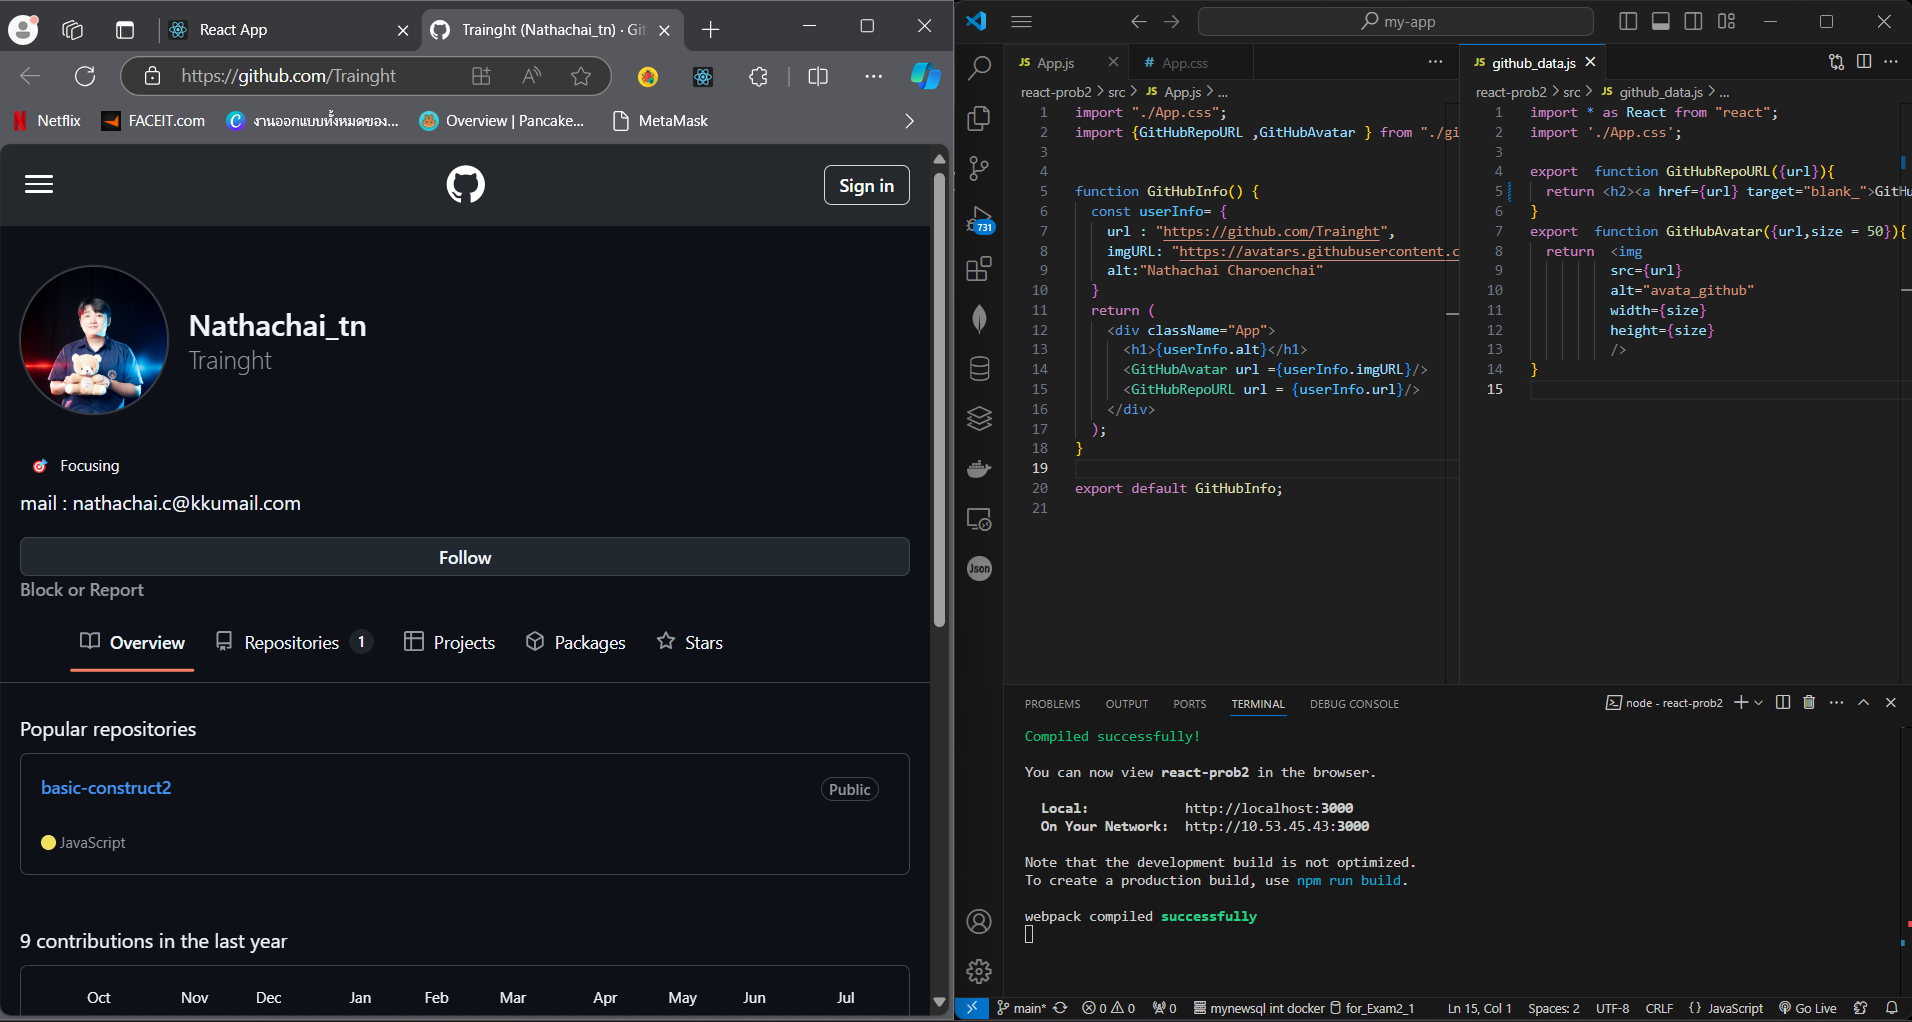 React App
Trainght (Nathachai_tn) · Git
https://github.com/Trainght
Netflix
FACEIT.com
งานออกแบบทั้งหมดของ...
Overview | Pancake...
MetaMask
Sign in
Nathachai_tn
Trainght
Focusing
mail : nathachai.c@kkumail.com
Follow
Block or Report
Overview
Repositories 1
Projects
Packages
Stars
Popular repositories
basic-construct2
Public
JavaScript
9 contributions in the last year
Oct Nov Dec Jan Feb Mar Apr May Jun Jul
my-app
731
Json
JS App.js
# App.css
react-prob2 > src > JS App.js > ...
1 import "./App.css";
2 import {GitHubRepoURL ,GitHubAvatar } from "./gi
3
4
5 function GitHubInfo() {
6 const userInfo= {
7 url : "https://github.com/Trainght",
8 imgURL: "https://avatars.githubusercontent.c
9 alt:"Nathachai Charoenchai"
10 }
11 return (
12 <div className="App">
13 <h1>{userInfo.alt}</h1>
14 <GitHubAvatar url ={userInfo.imgURL}/>
15 <GitHubRepoURL url = {userInfo.url}/>
16 </div>
17 );
18 }
19
20 export default GitHubInfo;
21
JS github_data.js
react-prob2 > src > JS github_data.js > ...
1 import * as React from "react";
2 import './App.css';
3
4 export  function GitHubRepoURL({url}){
5 return <h2><a href={url} target="blank_">GitHu
6 }
7 export  function GitHubAvatar({url,size = 50}){
8 return  <img
9 src={url}
10 alt="avata_github"
11 width={size}
12 height={size}
13 />
14 }
15
PROBLEMS OUTPUT PORTS TERMINAL DEBUG CONSOLE
node - react-prob2
Compiled successfully!
You can now view react-prob2 in the browser.
Local: http://localhost:3000
On Your Network: http://10.53.45.43:3000
Note that the development build is not optimized.
To create a production build, use npm run build.
webpack compiled successfully
main* 0 0 0 mynewsql int docker for_Exam2_1 Ln 15, Col 1 Spaces: 2 UTF-8 CRLF {} JavaScript Go Live